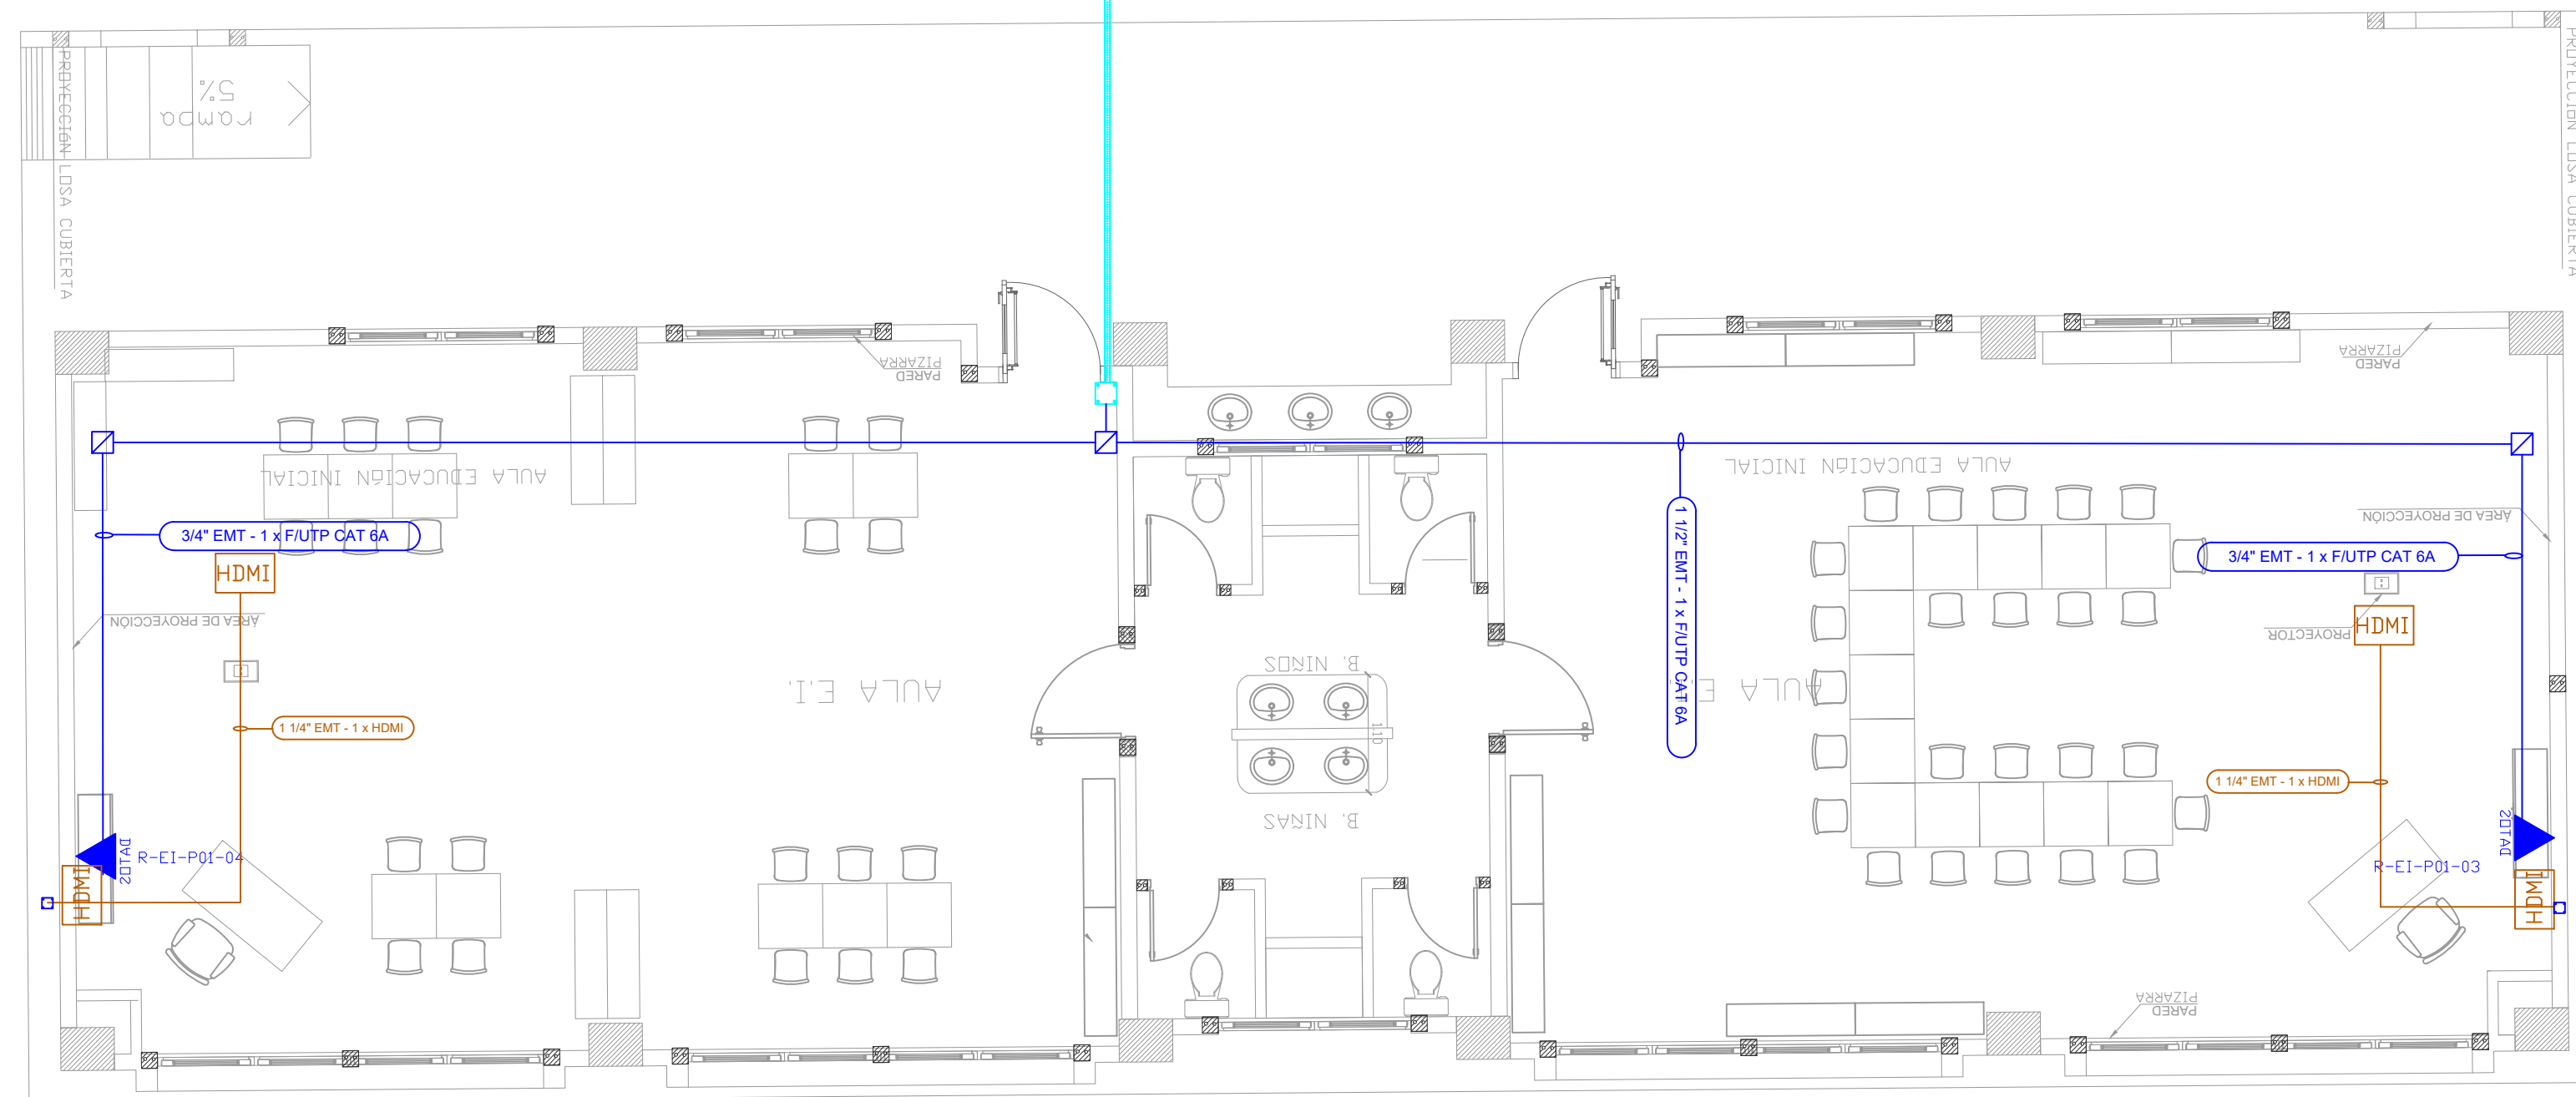 PROYECCIóN LOSA CUBIERTA
rampa
5%
PROYECCIóN LOSA CUBIERTA
PARED
PIZARRA
PARED
PIZARRA
AULA EDUCACIóN INICIAL
AULA EDUCACIóN INICIAL
3/4" EMT - 1 x F/UTP CAT 6A
1 1/2" EMT - 1 x F/UTP CAT 6A
ÁREA DE PROYECCIÓN
3/4" EMT - 1 x F/UTP CAT 6A
HDMI
ÁREA DE PROYECCIÓN
PROYECTOR
HDMI
AULA E.I.
B. NIÑOS
AULA E.I.
1 1/4" EMT - 1 x HDMI
1.10
1 1/4" EMT - 1 x HDMI
B. NIÑAS
DATOS
R-EI-P01-04
HDMI
DATOS
R-EI-P01-03
HDMI
PARED
PIZARRA